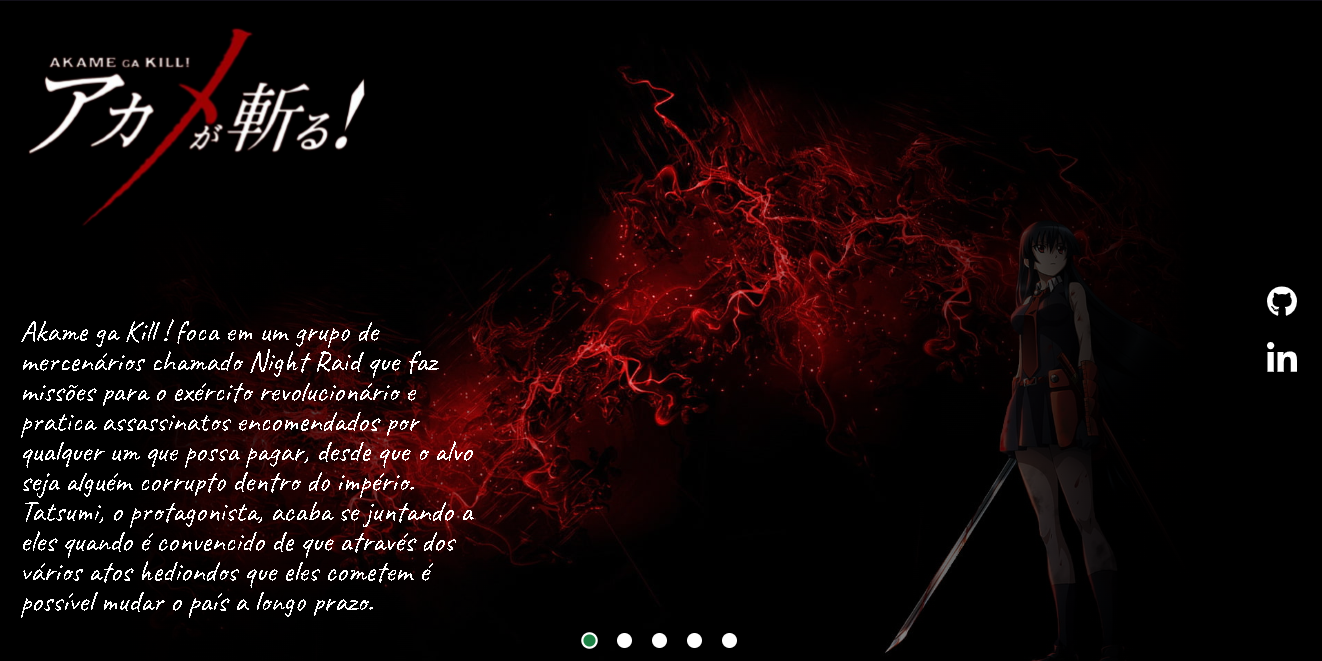 AKAME GA KILL!
アカメが斬る!
Akame ga Kill ! foca em um grupo de
mercenários chamado Night Raid que faz
missões para o exército revolucionário e
pratica assassinatos encomendados por
qualquer um que possa pagar, desde que o alvo
seja alguém corrupto dentro do império.
Tatsumi, o protagonista, acaba se juntando a
eles quando é convencido de que através dos
vários atos hediondos que eles cometem é
possível mudar o país a longo prazo.
in